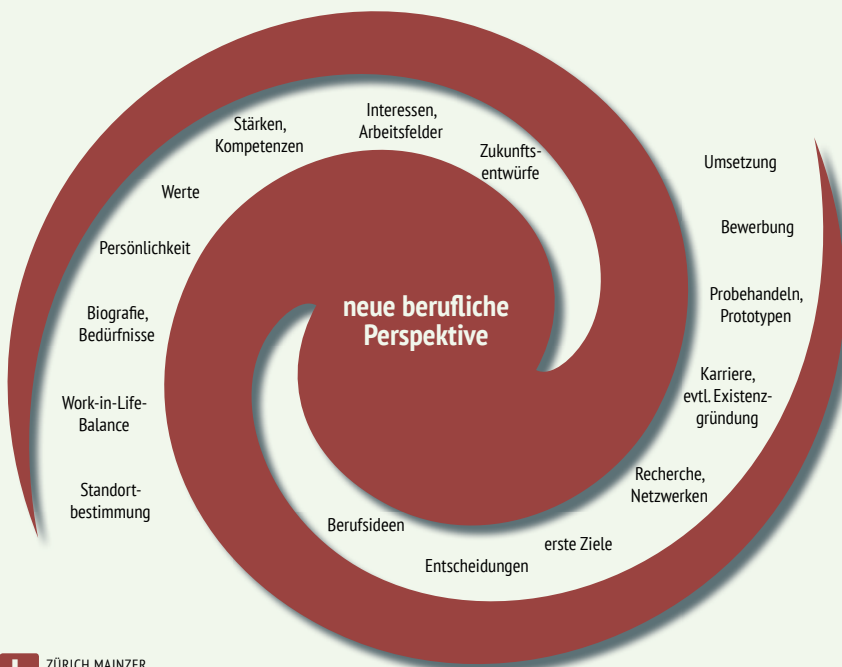 Standort-
bestimmung
Work-in-Life-
Balance
Biografie,
Bedürfnisse
Persönlichkeit
Werte
Stärken,
Kompetenzen
Interessen,
Arbeitsfelder
Zukunfts-
entwürfe
neue berufliche
Perspektive
Berufsideen
Entscheidungen
erste Ziele
Recherche,
Netzwerken
Karriere,
evtl. Existenz-
gründung
Probehandeln,
Prototypen
Bewerbung
Umsetzung
ZÜRICH MAINZER